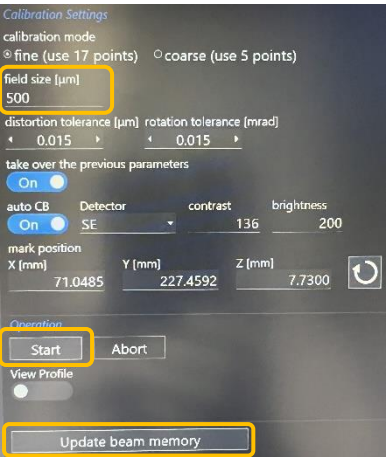 Calibration Settings
calibration mode
fine (use 17 points) coarse (use 5 points)
field size [µm]
500
distortion tolerance [µm] rotation tolerance [mrad]
0.015 0.015
take over the previous parameters
On
auto CB Detector contrast brightness
On SE 136 200
mark position
X [mm] Y [mm] Z [mm]
71.0485 227.4592 7.7300
Operation
Start Abort
View Profile
Update beam memory